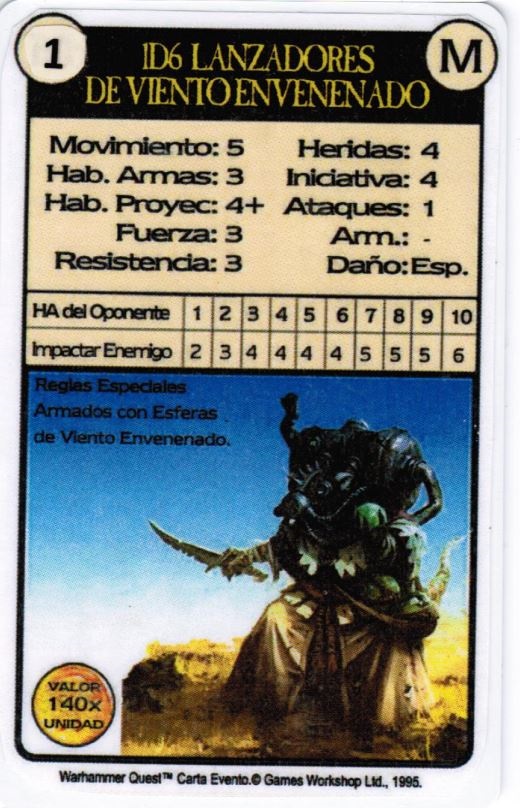 1
1D6 LANZADORES
M
DE VIENTO ENVENENADO
Movimiento: 5 Heridas: 4
Hab. Armas: 3 Iniciativa: 4
Hab. Proyec: 4+ Ataques: 1
Fuerza: 3 Arm.: -
Resistencia: 3 Daño: Esp.
HA del Oponente 1 2 3 4 5 6 7 8 9 10
Impactar Enemigo 2 3 4 4 4 4 5 5 5 6
Reglas Especiales
Armados con Esferas
de Viento Envenenado.
VALOR
140x
UNIDAD
Warhammer Quest™ Carta Evento.© Games Workshop Ltd., 1995.